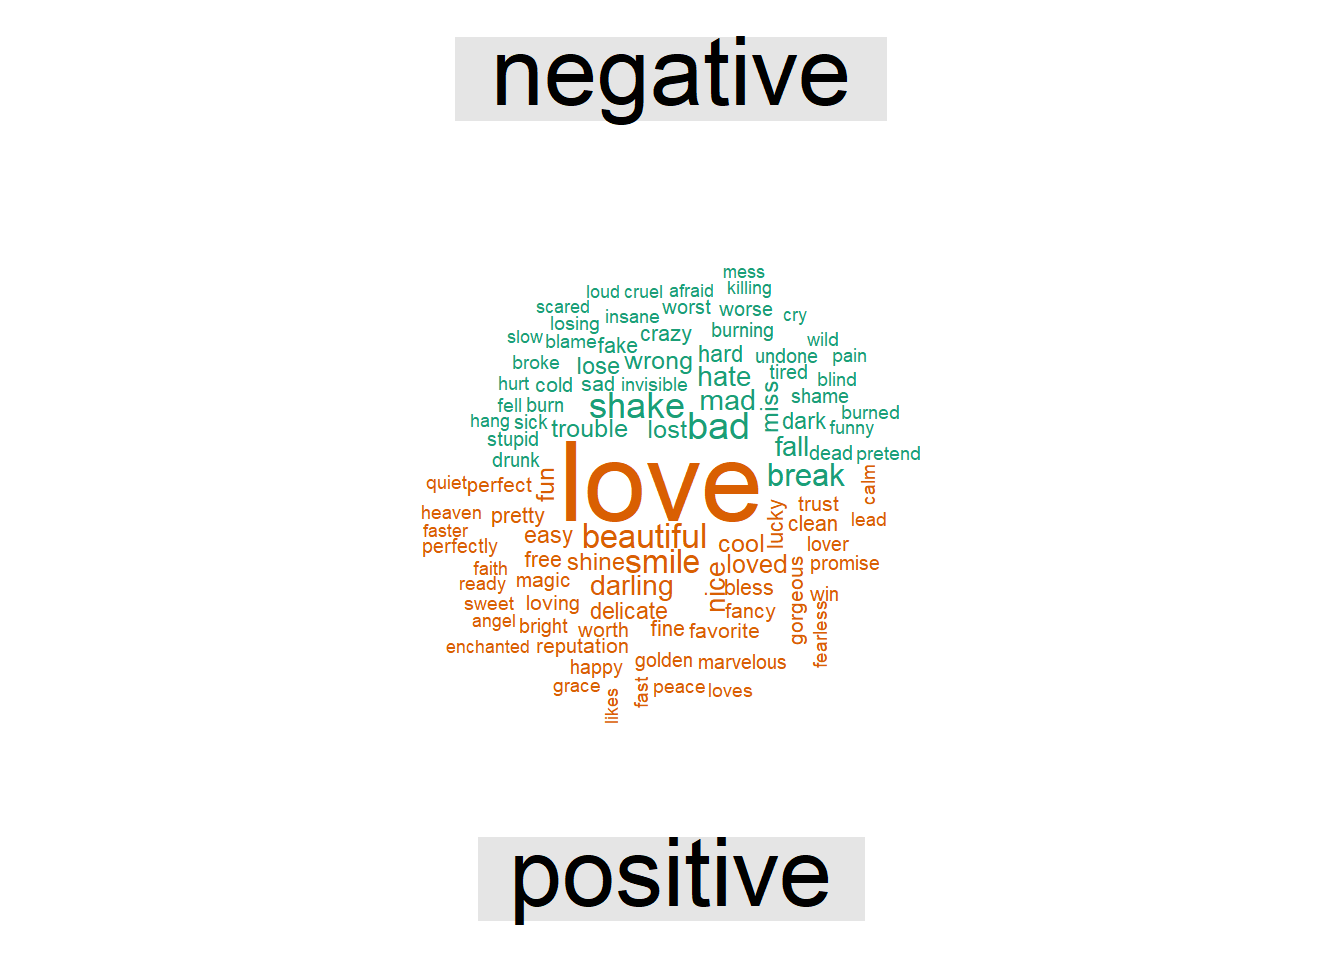 negative
mess
loud cruel afraid killing
scared worst worse cry
losing insane
slow blame fake crazy burning wild
broke lose wrong hard undone pain
hurt cold sad invisible hate tired blind
fell burn shake mad miss shame
hang sick trouble lost bad dark burned
stupid funny
drunk fall dead pretend
love break
quiet perfect fun calm
heaven pretty lucky trust lead
faster easy beautiful clean
perfectly cool lover
faith free shine smile loved promise
ready magic darling nice bless gorgeous win
sweet loving delicate fancy fearless
angel bright worth fine favorite
enchanted reputation
happy golden marvelous
grace likes fast peace loves
positive